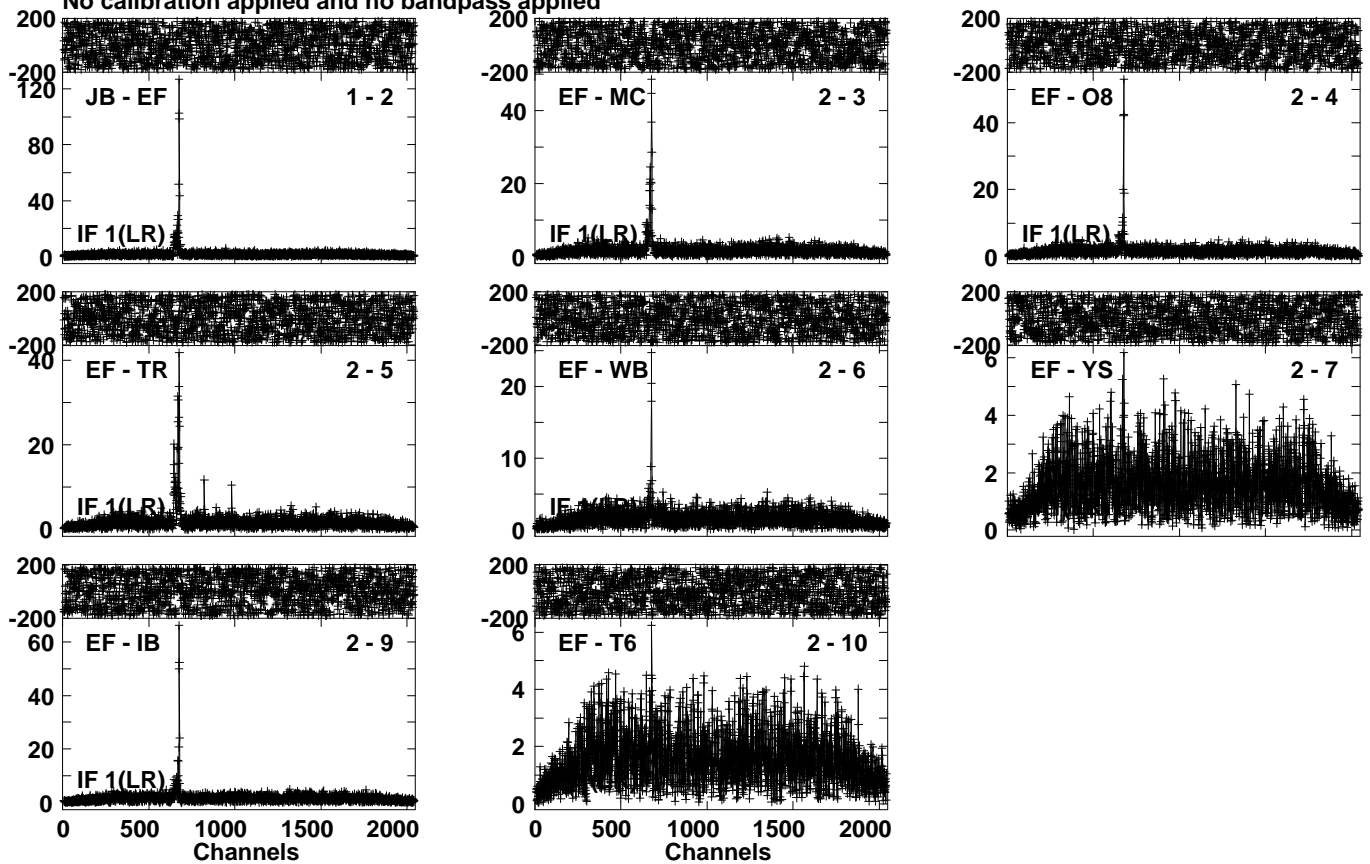 No calibration applied and no bandpass applied
200 200 200
-200 -200 -200
120
JB - EF 1 - 2 EF - MC 2 - 3 EF - O8 2 - 4
80 40 40
40 20 20
IF 1(LR) IF 1(LR) IF 1(LR)
0 0 0
200 200 200
-200 -200 -200
40 6
EF - TR 2 - 5 EF - WB 2 - 6 EF - YS 2 - 7
20 20 4
10 2
IF 1(LR)
0 0 0
200 200
-200 -200
60 6
EF - IB 2 - 9 EF - T6 2 - 10
40 4
20 2
IF 1(LR)
0 0
0 500 1000 1500 2000 0 500 1000 1500 2000
Channels Channels